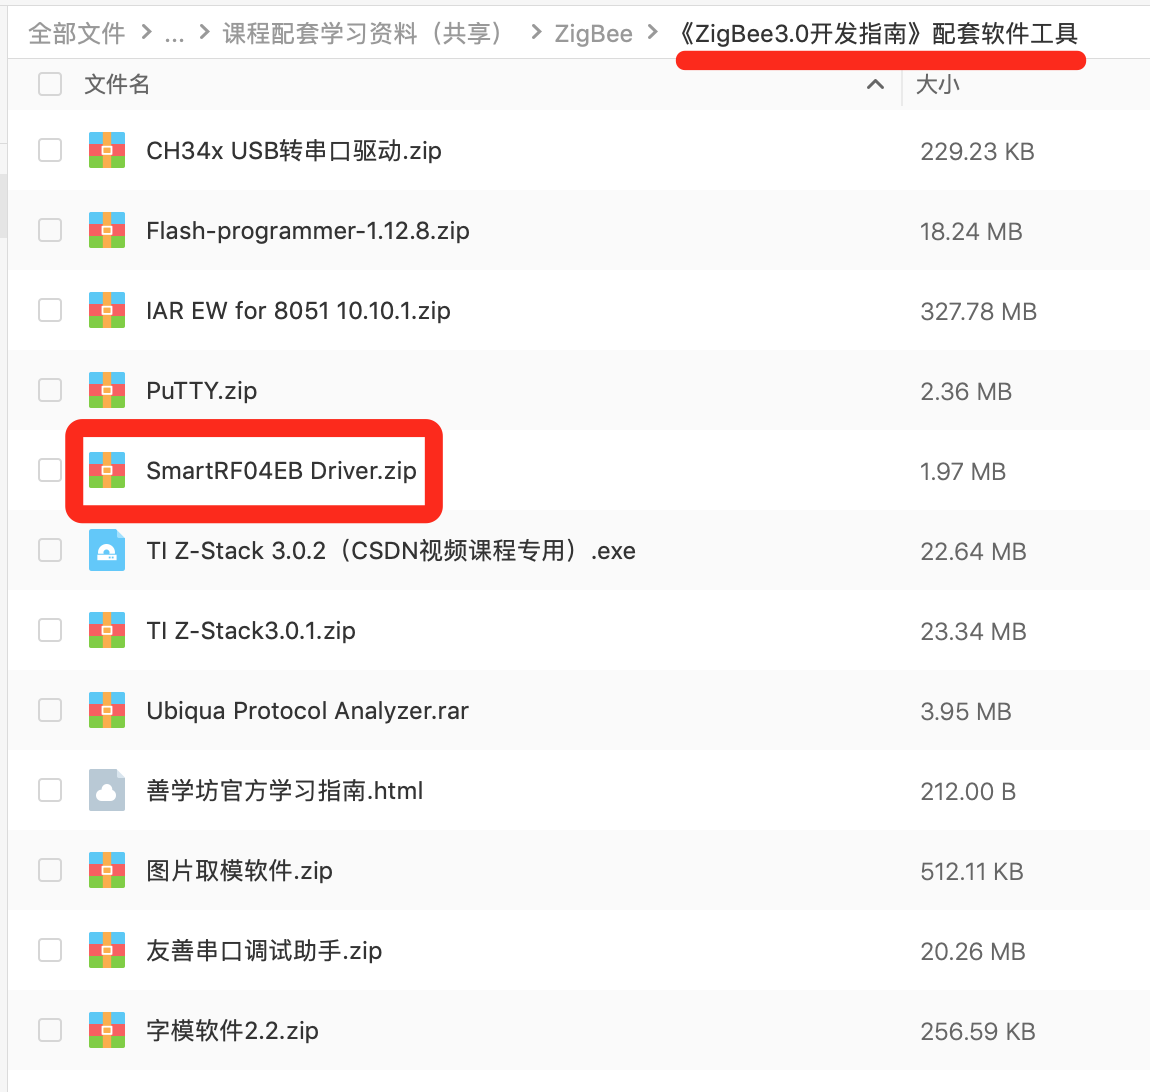 全部文件 > ... > 课程配套学习资料（共享） > ZigBee > 《ZigBee3.0开发指南》配套软件工具
文件名 大小
CH34x USB转串口驱动.zip 229.23 KB
Flash-programmer-1.12.8.zip 18.24 MB
IAR EW for 8051 10.10.1.zip 327.78 MB
PuTTY.zip 2.36 MB
SmartRF04EB Driver.zip 1.97 MB
TI Z-Stack 3.0.2（CSDN视频课程专用）.exe 22.64 MB
TI Z-Stack3.0.1.zip 23.34 MB
Ubiqua Protocol Analyzer.rar 3.95 MB
善学坊官方学习指南.html 212.00 B
图片取模软件.zip 512.11 KB
友善串口调试助手.zip 20.26 MB
字模软件2.2.zip 256.59 KB